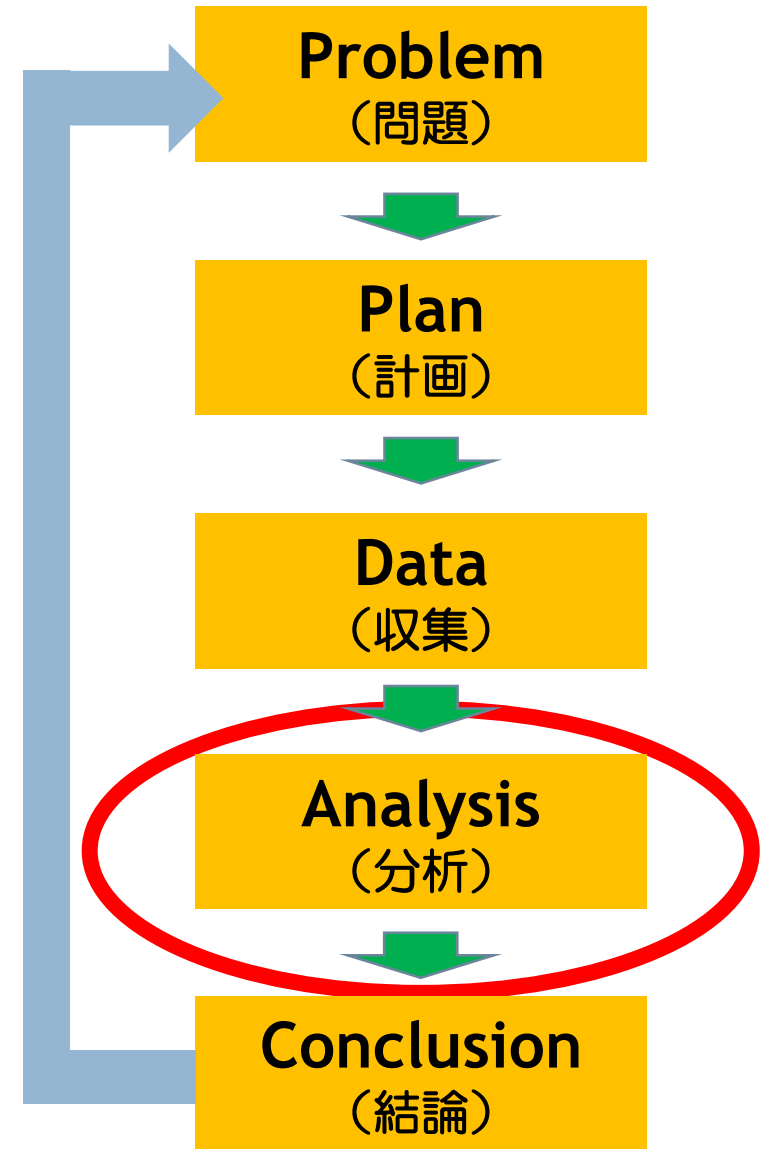 Problem
（問題）
Plan
（計画）
Data
（収集）
Analysis
（分析）
Conclusion
（結論）